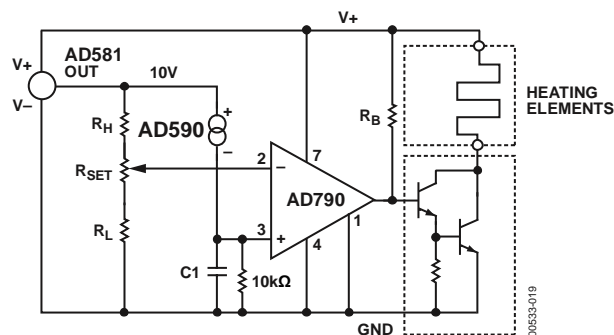 V+
AD581
OUT
V+
V–
10V
R_H
R_SET
R_L
AD590
+
–
2
–
7
AD790
1
3
+
4
C1
10kΩ
R_B
HEATING
ELEMENTS
GND
00533-019